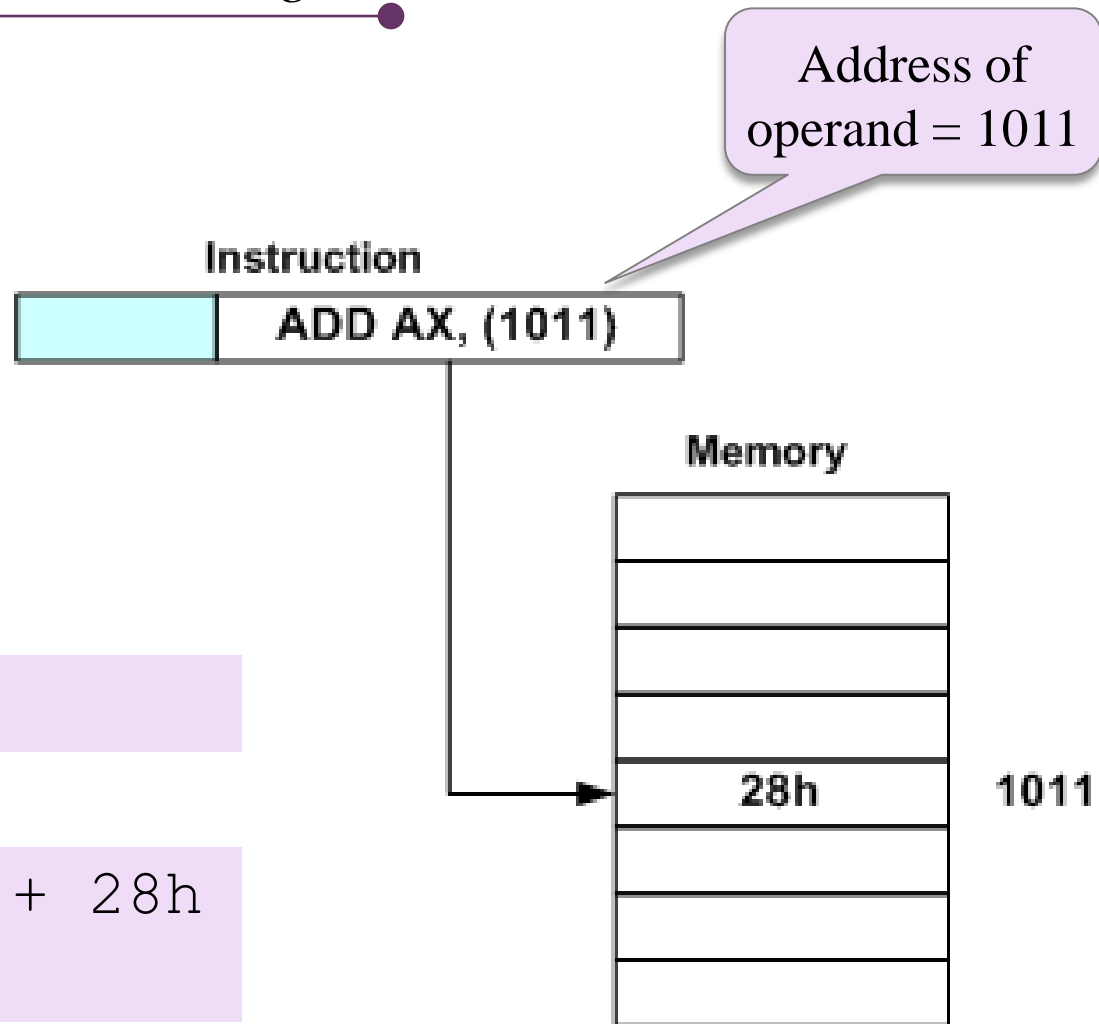 Address of
operand = 1011
Instruction
ADD AX, (1011)
Memory
28h 1011
+ 28h